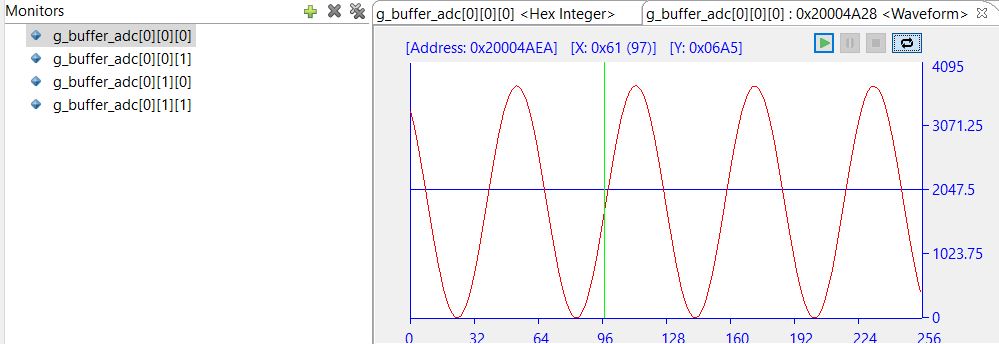 Monitors
g_buffer_adc[0][0][0]
g_buffer_adc[0][0][1]
g_buffer_adc[0][1][0]
g_buffer_adc[0][1][1]
g_buffer_adc[0][0][0] <Hex Integer>
g_buffer_adc[0][0][0] : 0x20004A28 <Waveform>
[Address: 0x20004AEA] [X: 0x61 (97)] [Y: 0x06A5]
4095
3071.25
2047.5
1023.75
0
0 32 64 96 128 160 192 224 256